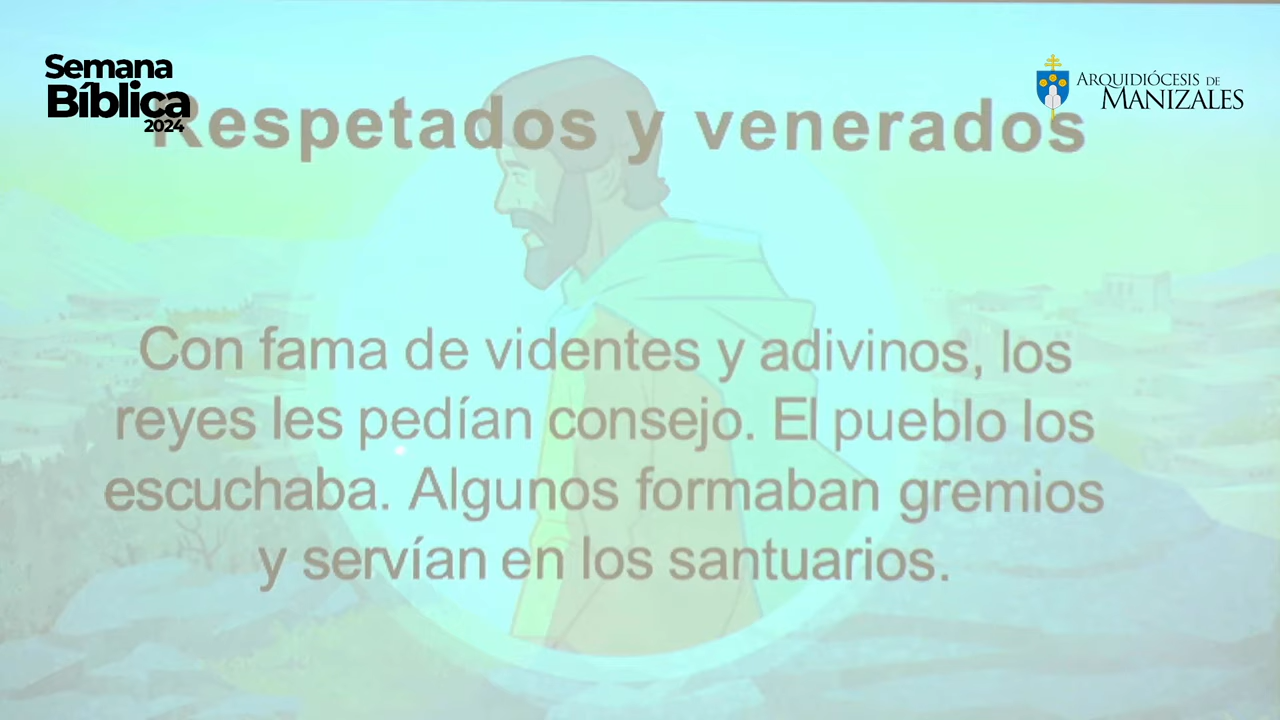 Semana
Bíblica
2024
ARQUIDIÓCESIS DE
MANIZALES
Respetados y venerados
Con fama de videntes y adivinos, los
reyes les pedían consejo. El pueblo los
escuchaba. Algunos formaban gremios
y servían en los santuarios.